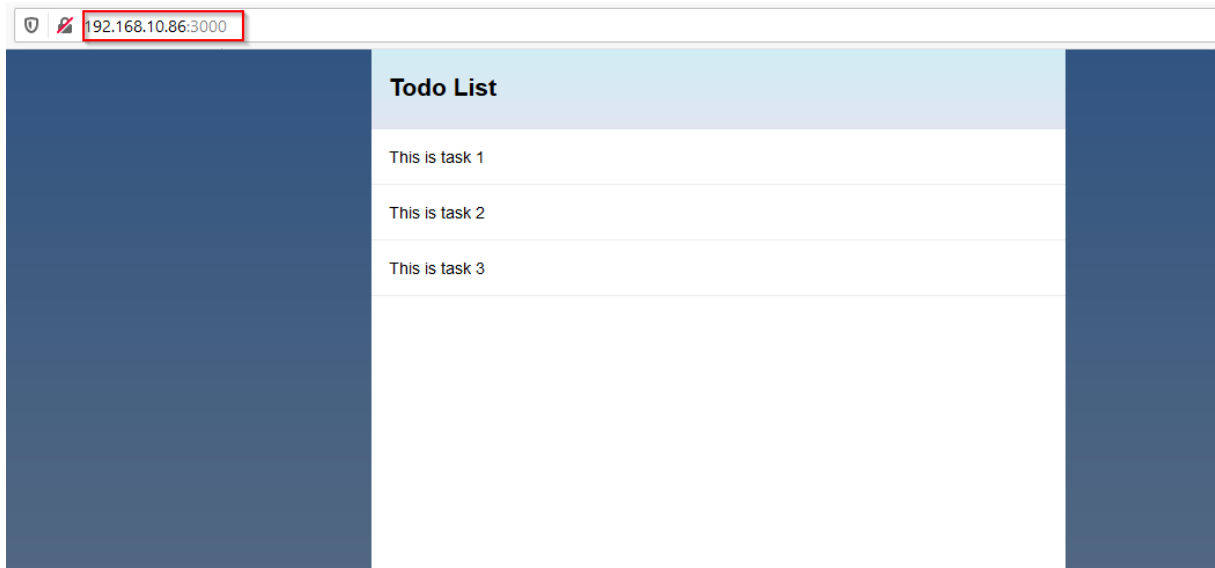 192.168.10.86:3000
Todo List
This is task 1
This is task 2
This is task 3